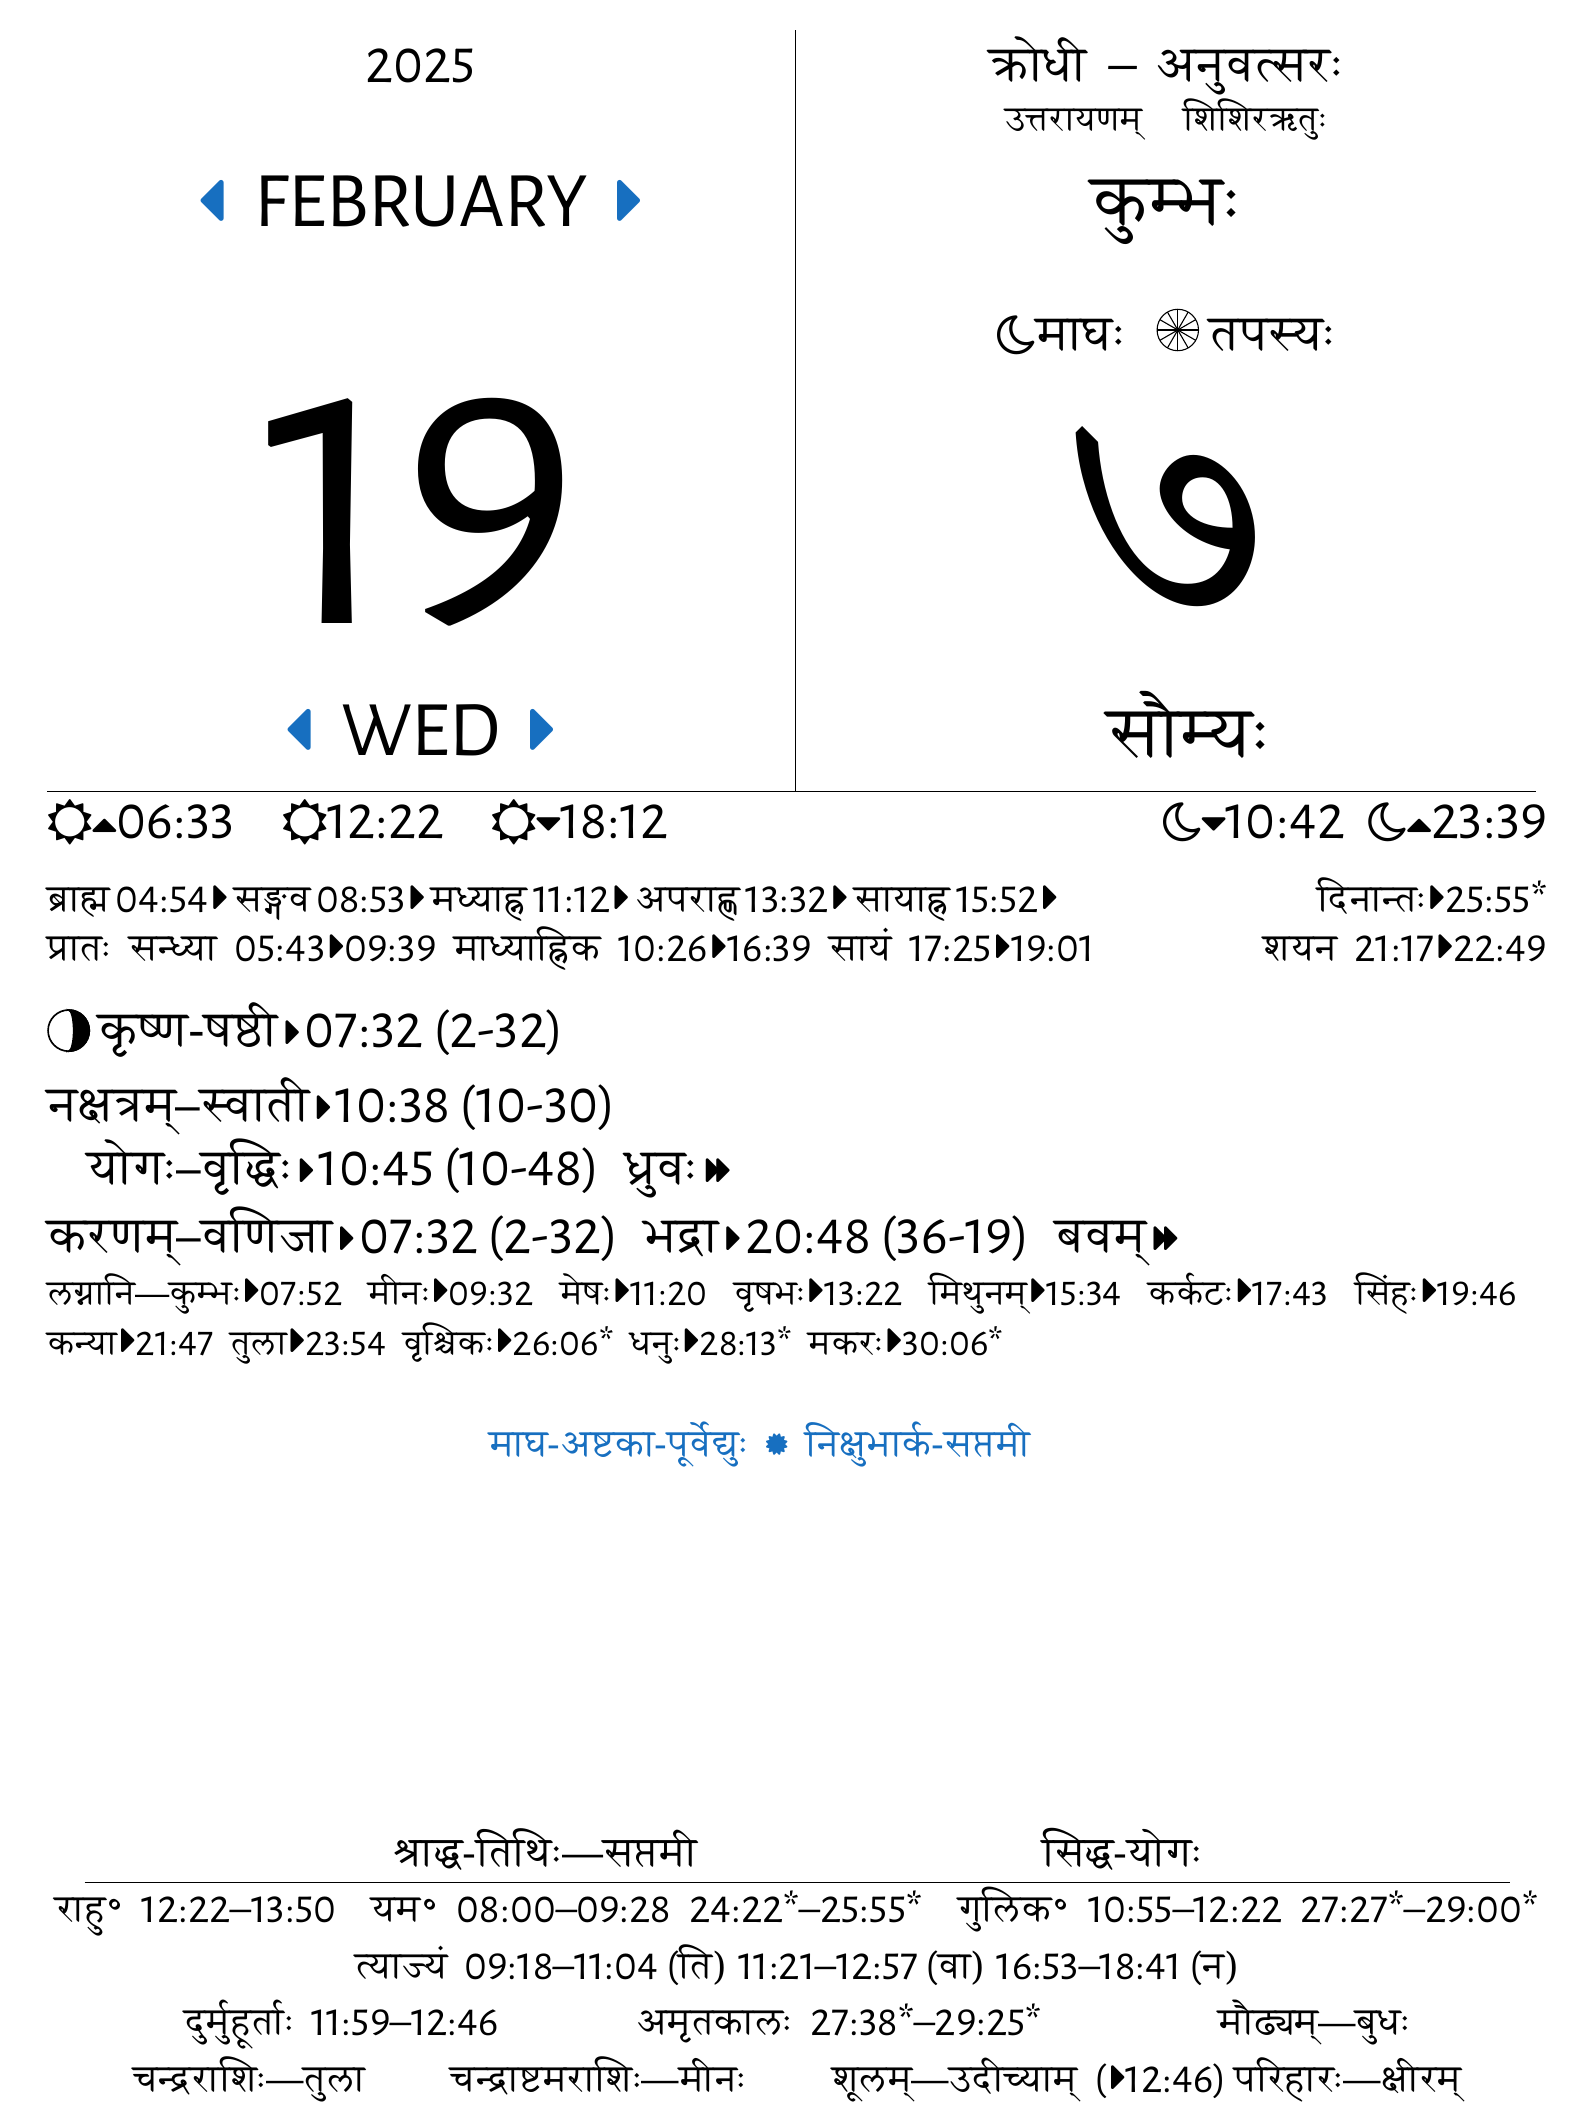 2025
FEBRUARY
19
WED
क्रोधी – अनुवत्सरः
उत्तरायणम् शिशिरऋतुः
कुम्भः
माघः तपस्यः
७
सौम्यः
06:33 12:22 18:12 10:42 23:39
ब्राह्म 04:54 सङ्गव 08:53 मध्याह्न 11:12 अपराह्ण 13:32 सायाह्न 15:52 दिनान्तः 25:55*
प्रातः सन्ध्या 05:43 09:39 माध्याह्निक 10:26 16:39 सायं 17:25 19:01 शयन 21:17 22:49
कृष्ण-षष्ठी 07:32 (2-32)
नक्षत्रम्–स्वाती 10:38 (10-30)
योगः–वृद्धिः 10:45 (10-48) ध्रुवः
करणम्–वणिजा 07:32 (2-32) भद्रा 20:48 (36-19) बवम्
लग्नानि—कुम्भः 07:52 मीनः 09:32 मेषः 11:20 वृषभः 13:22 मिथुनम् 15:34 कर्कटः 17:43 सिंहः 19:46
कन्या 21:47 तुला 23:54 वृश्चिकः 26:06* धनुः 28:13* मकरः 30:06*
माघ-अष्टका-पूर्वेद्युः निक्षुभार्क-सप्तमी
श्राद्ध-तिथिः—सप्तमी सिद्ध-योगः
राहु॰ 12:22–13:50 यम॰ 08:00–09:28 24:22*–25:55* गुलिक॰ 10:55–12:22 27:27*–29:00*
त्याज्यं 09:18–11:04 (ति) 11:21–12:57 (वा) 16:53–18:41 (न)
दुर्मुहूर्ताः 11:59–12:46 अमृतकालः 27:38*–29:25* मौढ्यम्—बुधः
चन्द्रराशिः—तुला चन्द्राष्टमराशिः—मीनः शूलम्—उदीच्याम् (12:46) परिहारः—क्षीरम्